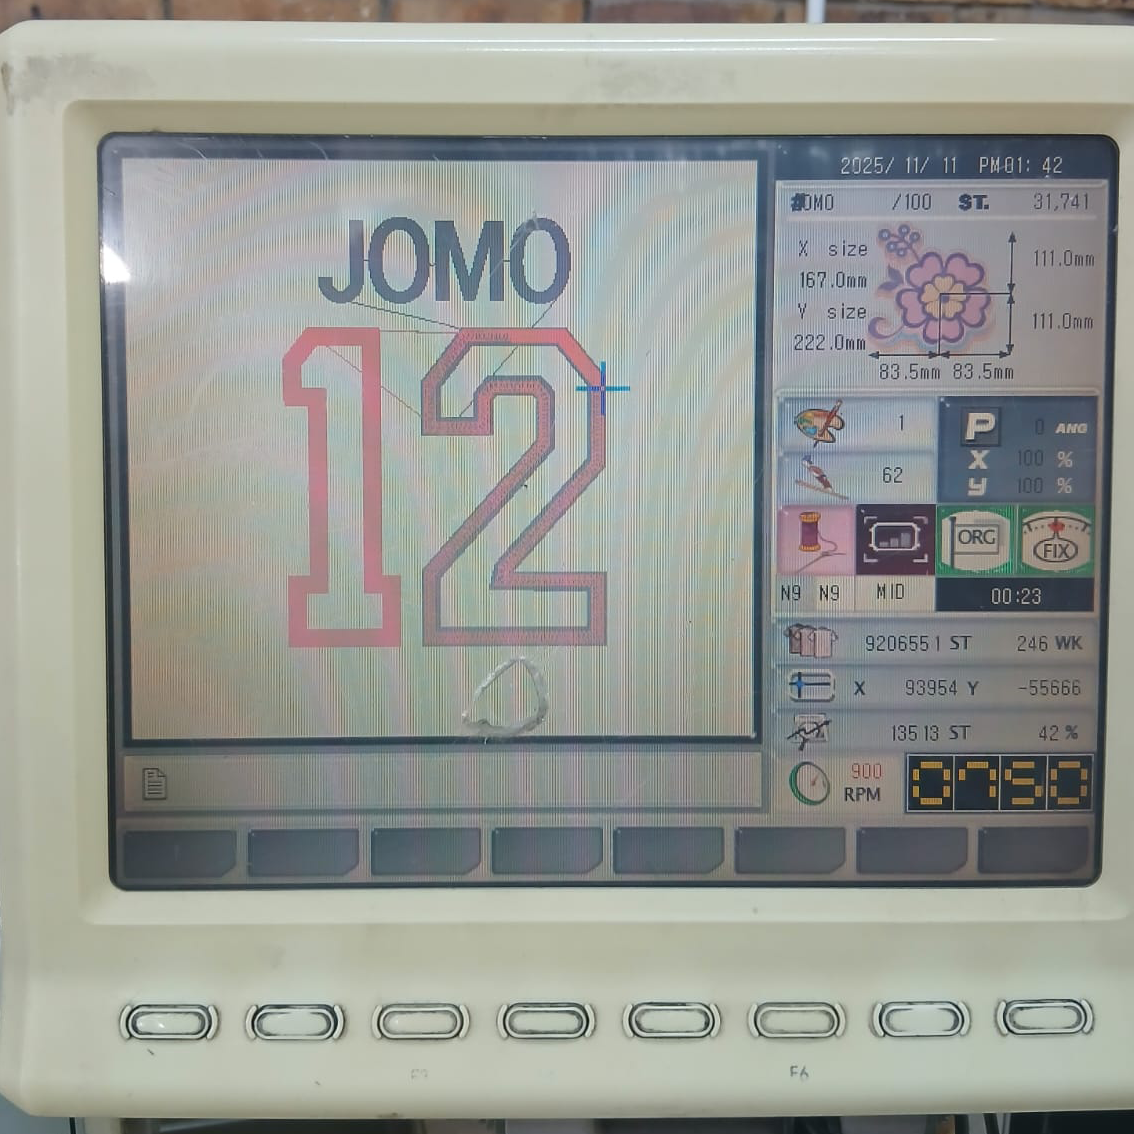 2025/ 11/ 11 PM 01: 42
JOMO
12
#OMO /100 ST. 31,741
X size
167.0mm
Y size
222.0mm
111.0mm
111.0mm
83.5mm 83.5mm
1
62
P 0 ANG
X 100 %
Y 100 %
ORG
FIX
N9 N9 MID 00:23
9206551 ST 246 WK
X 93954 Y -55666
13513 ST 42 %
900
RPM
0750
F6